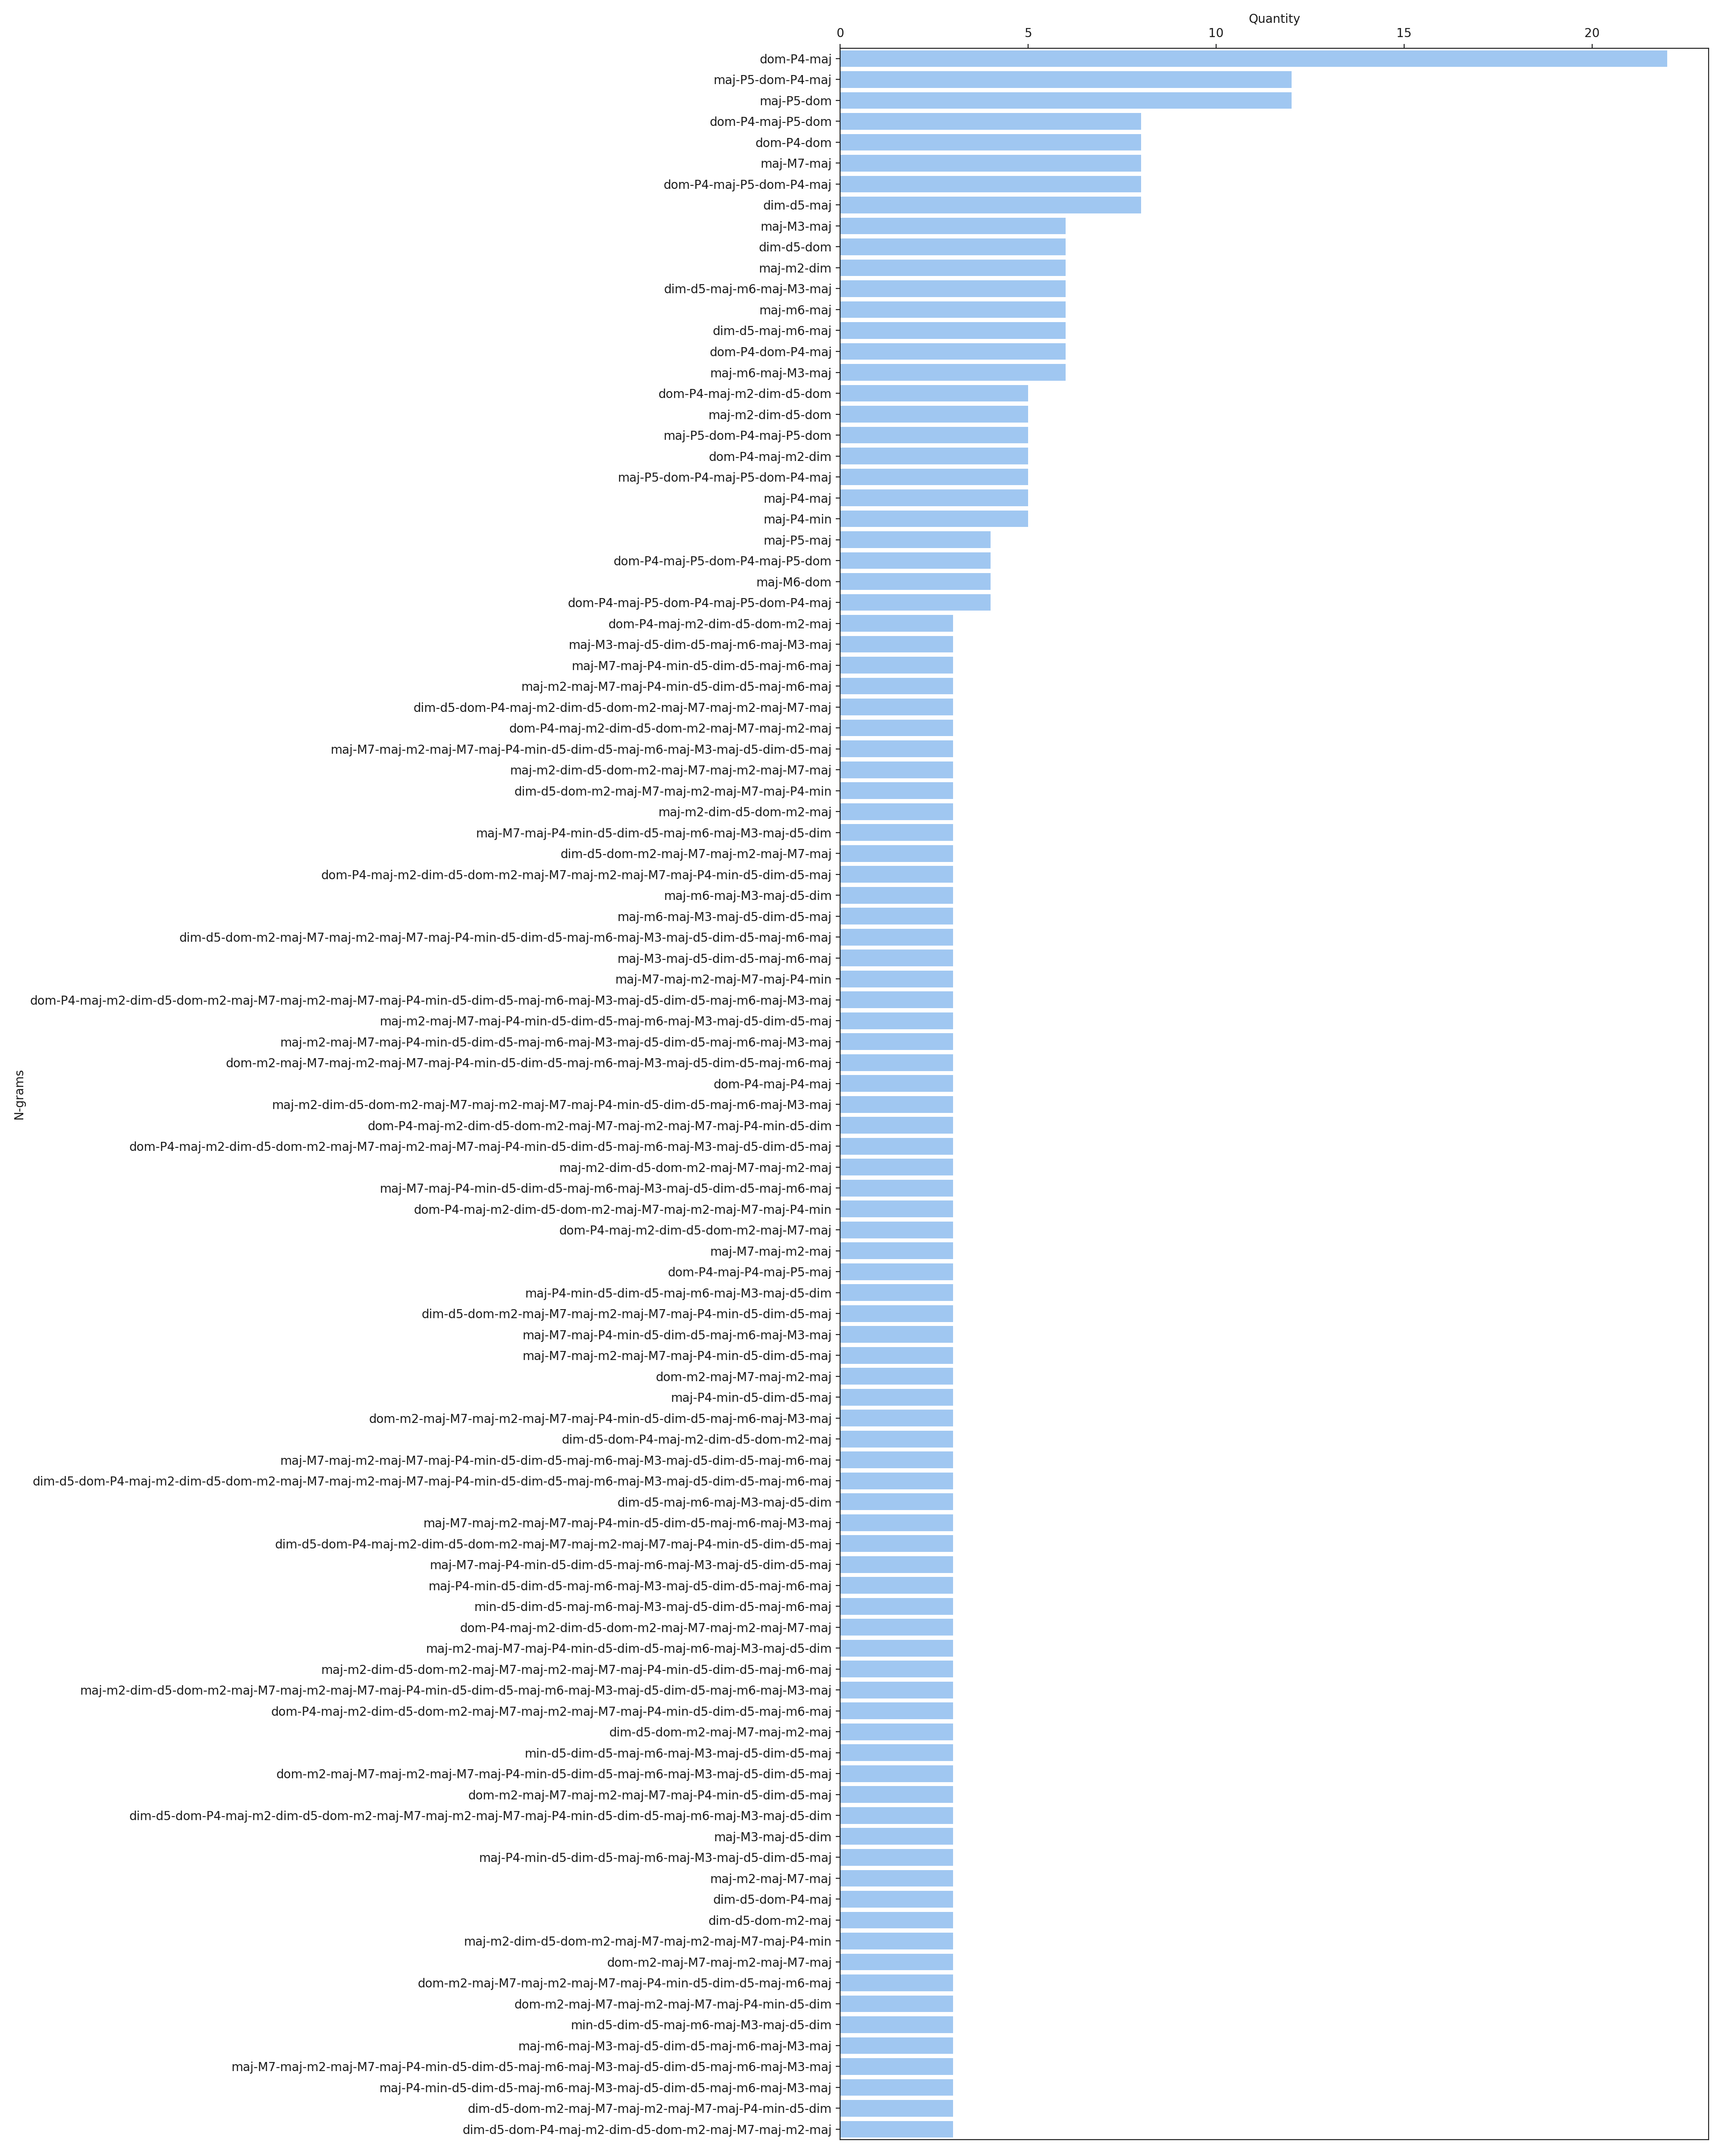 Quantity
0 5 10 15 20
dom-P4-maj
maj-P5-dom-P4-maj
maj-P5-dom
dom-P4-maj-P5-dom
dom-P4-dom
maj-M7-maj
dom-P4-maj-P5-dom-P4-maj
dim-d5-maj
maj-M3-maj
dim-d5-dom
maj-m2-dim
dim-d5-maj-m6-maj-M3-maj
maj-m6-maj
dim-d5-maj-m6-maj
dom-P4-dom-P4-maj
maj-m6-maj-M3-maj
dom-P4-maj-m2-dim-d5-dom
maj-m2-dim-d5-dom
maj-P5-dom-P4-maj-P5-dom
dom-P4-maj-m2-dim
maj-P5-dom-P4-maj-P5-dom-P4-maj
maj-P4-maj
maj-P4-min
maj-P5-maj
dom-P4-maj-P5-dom-P4-maj-P5-dom
maj-M6-dom
dom-P4-maj-P5-dom-P4-maj-P5-dom-P4-maj
dom-P4-maj-m2-dim-d5-dom-m2-maj
maj-M3-maj-d5-dim-d5-maj-m6-maj-M3-maj
maj-M7-maj-P4-min-d5-dim-d5-maj-m6-maj
maj-m2-maj-M7-maj-P4-min-d5-dim-d5-maj-m6-maj
dim-d5-dom-P4-maj-m2-dim-d5-dom-m2-maj-M7-maj-m2-maj-M7-maj
dom-P4-maj-m2-dim-d5-dom-m2-maj-M7-maj-m2-maj
maj-M7-maj-m2-maj-M7-maj-P4-min-d5-dim-d5-maj-m6-maj-M3-maj-d5-dim-d5-maj
maj-m2-dim-d5-dom-m2-maj-M7-maj-m2-maj-M7-maj
dim-d5-dom-m2-maj-M7-maj-m2-maj-M7-maj-P4-min
maj-m2-dim-d5-dom-m2-maj
maj-M7-maj-P4-min-d5-dim-d5-maj-m6-maj-M3-maj-d5-dim
dim-d5-dom-m2-maj-M7-maj-m2-maj-M7-maj
dom-P4-maj-m2-dim-d5-dom-m2-maj-M7-maj-m2-maj-M7-maj-P4-min-d5-dim-d5-maj
maj-m6-maj-M3-maj-d5-dim
maj-m6-maj-M3-maj-d5-dim-d5-maj
dim-d5-dom-m2-maj-M7-maj-m2-maj-M7-maj-P4-min-d5-dim-d5-maj-m6-maj-M3-maj-d5-dim-d5-maj-m6-maj
maj-M3-maj-d5-dim-d5-maj-m6-maj
maj-M7-maj-m2-maj-M7-maj-P4-min
dom-P4-maj-m2-dim-d5-dom-m2-maj-M7-maj-m2-maj-M7-maj-P4-min-d5-dim-d5-maj-m6-maj-M3-maj-d5-dim-d5-maj-m6-maj-M3-maj
maj-m2-maj-M7-maj-P4-min-d5-dim-d5-maj-m6-maj-M3-maj-d5-dim-d5-maj
maj-m2-maj-M7-maj-P4-min-d5-dim-d5-maj-m6-maj-M3-maj-d5-dim-d5-maj-m6-maj-M3-maj
dom-m2-maj-M7-maj-m2-maj-M7-maj-P4-min-d5-dim-d5-maj-m6-maj-M3-maj-d5-dim-d5-maj-m6-maj
dom-P4-maj-P4-maj
maj-m2-dim-d5-dom-m2-maj-M7-maj-m2-maj-M7-maj-P4-min-d5-dim-d5-maj-m6-maj-M3-maj
dom-P4-maj-m2-dim-d5-dom-m2-maj-M7-maj-m2-maj-M7-maj-P4-min-d5-dim
dom-P4-maj-m2-dim-d5-dom-m2-maj-M7-maj-m2-maj-M7-maj-P4-min-d5-dim-d5-maj-m6-maj-M3-maj-d5-dim-d5-maj
maj-m2-dim-d5-dom-m2-maj-M7-maj-m2-maj
maj-M7-maj-P4-min-d5-dim-d5-maj-m6-maj-M3-maj-d5-dim-d5-maj-m6-maj
dom-P4-maj-m2-dim-d5-dom-m2-maj-M7-maj-m2-maj-M7-maj-P4-min
dom-P4-maj-m2-dim-d5-dom-m2-maj-M7-maj
maj-M7-maj-m2-maj
dom-P4-maj-P4-maj-P5-maj
maj-P4-min-d5-dim-d5-maj-m6-maj-M3-maj-d5-dim
dim-d5-dom-m2-maj-M7-maj-m2-maj-M7-maj-P4-min-d5-dim-d5-maj
maj-M7-maj-P4-min-d5-dim-d5-maj-m6-maj-M3-maj
maj-M7-maj-m2-maj-M7-maj-P4-min-d5-dim-d5-maj
dom-m2-maj-M7-maj-m2-maj
maj-P4-min-d5-dim-d5-maj
dom-m2-maj-M7-maj-m2-maj-M7-maj-P4-min-d5-dim-d5-maj-m6-maj-M3-maj
dim-d5-dom-P4-maj-m2-dim-d5-dom-m2-maj
maj-M7-maj-m2-maj-M7-maj-P4-min-d5-dim-d5-maj-m6-maj-M3-maj-d5-dim-d5-maj-m6-maj
dim-d5-dom-P4-maj-m2-dim-d5-dom-m2-maj-M7-maj-m2-maj-M7-maj-P4-min-d5-dim-d5-maj-m6-maj-M3-maj-d5-dim-d5-maj-m6-maj
dim-d5-maj-m6-maj-M3-maj-d5-dim
maj-M7-maj-m2-maj-M7-maj-P4-min-d5-dim-d5-maj-m6-maj-M3-maj
dim-d5-dom-P4-maj-m2-dim-d5-dom-m2-maj-M7-maj-m2-maj-M7-maj-P4-min-d5-dim-d5-maj
maj-M7-maj-P4-min-d5-dim-d5-maj-m6-maj-M3-maj-d5-dim-d5-maj
maj-P4-min-d5-dim-d5-maj-m6-maj-M3-maj-d5-dim-d5-maj-m6-maj
min-d5-dim-d5-maj-m6-maj-M3-maj-d5-dim-d5-maj-m6-maj
dom-P4-maj-m2-dim-d5-dom-m2-maj-M7-maj-m2-maj-M7-maj
maj-m2-maj-M7-maj-P4-min-d5-dim-d5-maj-m6-maj-M3-maj-d5-dim
maj-m2-dim-d5-dom-m2-maj-M7-maj-m2-maj-M7-maj-P4-min-d5-dim-d5-maj-m6-maj
maj-m2-dim-d5-dom-m2-maj-M7-maj-m2-maj-M7-maj-P4-min-d5-dim-d5-maj-m6-maj-M3-maj-d5-dim-d5-maj-m6-maj-M3-maj
dom-P4-maj-m2-dim-d5-dom-m2-maj-M7-maj-m2-maj-M7-maj-P4-min-d5-dim-d5-maj-m6-maj
dim-d5-dom-m2-maj-M7-maj-m2-maj
min-d5-dim-d5-maj-m6-maj-M3-maj-d5-dim-d5-maj
dom-m2-maj-M7-maj-m2-maj-M7-maj-P4-min-d5-dim-d5-maj-m6-maj-M3-maj-d5-dim-d5-maj
dom-m2-maj-M7-maj-m2-maj-M7-maj-P4-min-d5-dim-d5-maj
dim-d5-dom-P4-maj-m2-dim-d5-dom-m2-maj-M7-maj-m2-maj-M7-maj-P4-min-d5-dim-d5-maj-m6-maj-M3-maj-d5-dim
maj-M3-maj-d5-dim
maj-P4-min-d5-dim-d5-maj-m6-maj-M3-maj-d5-dim-d5-maj
maj-m2-maj-M7-maj
dim-d5-dom-P4-maj
dim-d5-dom-m2-maj
maj-m2-dim-d5-dom-m2-maj-M7-maj-m2-maj-M7-maj-P4-min
dom-m2-maj-M7-maj-m2-maj-M7-maj
dom-m2-maj-M7-maj-m2-maj-M7-maj-P4-min-d5-dim-d5-maj-m6-maj
dom-m2-maj-M7-maj-m2-maj-M7-maj-P4-min-d5-dim
min-d5-dim-d5-maj-m6-maj-M3-maj-d5-dim
maj-m6-maj-M3-maj-d5-dim-d5-maj-m6-maj-M3-maj
maj-M7-maj-m2-maj-M7-maj-P4-min-d5-dim-d5-maj-m6-maj-M3-maj-d5-dim-d5-maj-m6-maj-M3-maj
maj-P4-min-d5-dim-d5-maj-m6-maj-M3-maj-d5-dim-d5-maj-m6-maj-M3-maj
dim-d5-dom-m2-maj-M7-maj-m2-maj-M7-maj-P4-min-d5-dim
dim-d5-dom-P4-maj-m2-dim-d5-dom-m2-maj-M7-maj-m2-maj
N-grams